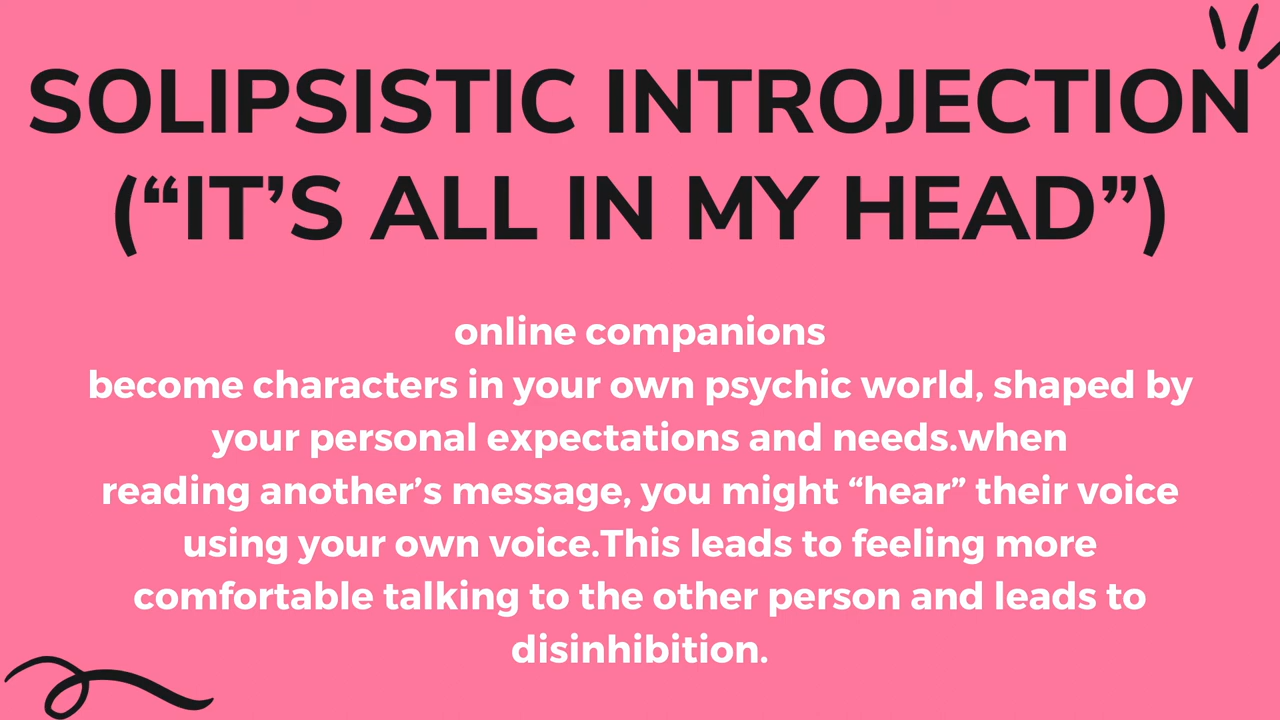 SOLIPSISTIC INTROJECTION
(“IT’S ALL IN MY HEAD”)
online companions
become characters in your own psychic world, shaped by
your personal expectations and needs.when
reading another’s message, you might “hear” their voice
using your own voice.This leads to feeling more
comfortable talking to the other person and leads to
disinhibition.